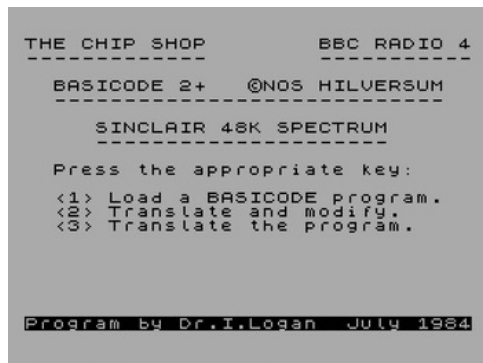 THE CHIP SHOP BBC RADIO 4
BASICODE 2+ ©NOS HILVERSUM
SINCLAIR 48K SPECTRUM
Press the appropriate key:
<1> Load a BASICODE program.
<2> Translate and modify.
<3> Translate the program.
Program by Dr.I.Logan July 1984